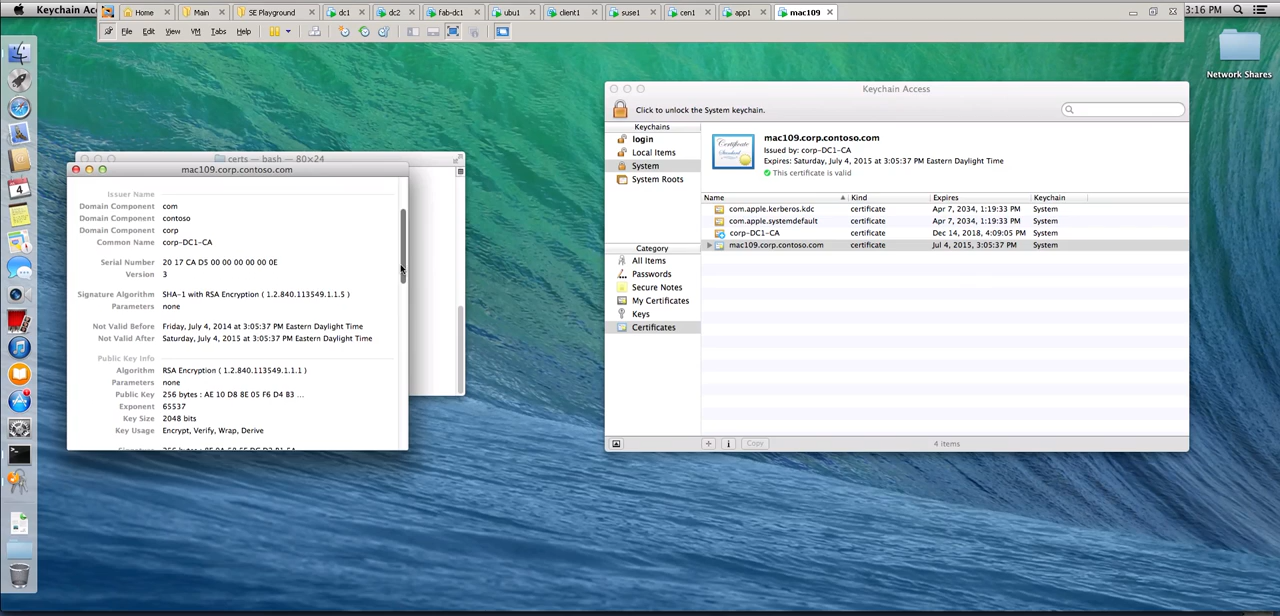 Keychain Ac
Home
Main
SE Playground
dc1
dc2
fab-dc1
ubu1
client1
suse1
cen1
app1
mac109
3:16 PM
File
Edit
View
VM
Tabs
Help
Network Shares
certs — bash — 80×24
mac109.corp.contoso.com
Issuer Name
Domain Component com
Domain Component contoso
Domain Component corp
Common Name corp-DC1-CA
Serial Number 20 17 CA D5 00 00 00 00 00 0E
Version 3
Signature Algorithm SHA-1 with RSA Encryption ( 1.2.840.113549.1.1.5 )
Parameters none
Not Valid Before Friday, July 4, 2014 at 3:05:37 PM Eastern Daylight Time
Not Valid After Saturday, July 4, 2015 at 3:05:37 PM Eastern Daylight Time
Public Key Info
Algorithm RSA Encryption ( 1.2.840.113549.1.1.1 )
Parameters none
Public Key 256 bytes : AE 10 D8 8E 05 F6 D4 B3 ...
Exponent 65537
Key Size 2048 bits
Key Usage Encrypt, Verify, Wrap, Derive
Keychain Access
Click to unlock the System keychain.
Keychains
login
Local Items
System
System Roots
mac109.corp.contoso.com
Issued by: corp-DC1-CA
Expires: Saturday, July 4, 2015 at 3:05:37 PM Eastern Daylight Time
This certificate is valid
Name Kind Expires Keychain
com.apple.kerberos.kdc certificate Apr 7, 2034, 1:19:33 PM System
com.apple.systemdefault certificate Apr 7, 2034, 1:19:33 PM System
corp-DC1-CA certificate Dec 14, 2018, 4:09:05 PM System
mac109.corp.contoso.com certificate Jul 4, 2015, 3:05:37 PM System
Category
All Items
Passwords
Secure Notes
My Certificates
Keys
Certificates
Copy
4 items
4